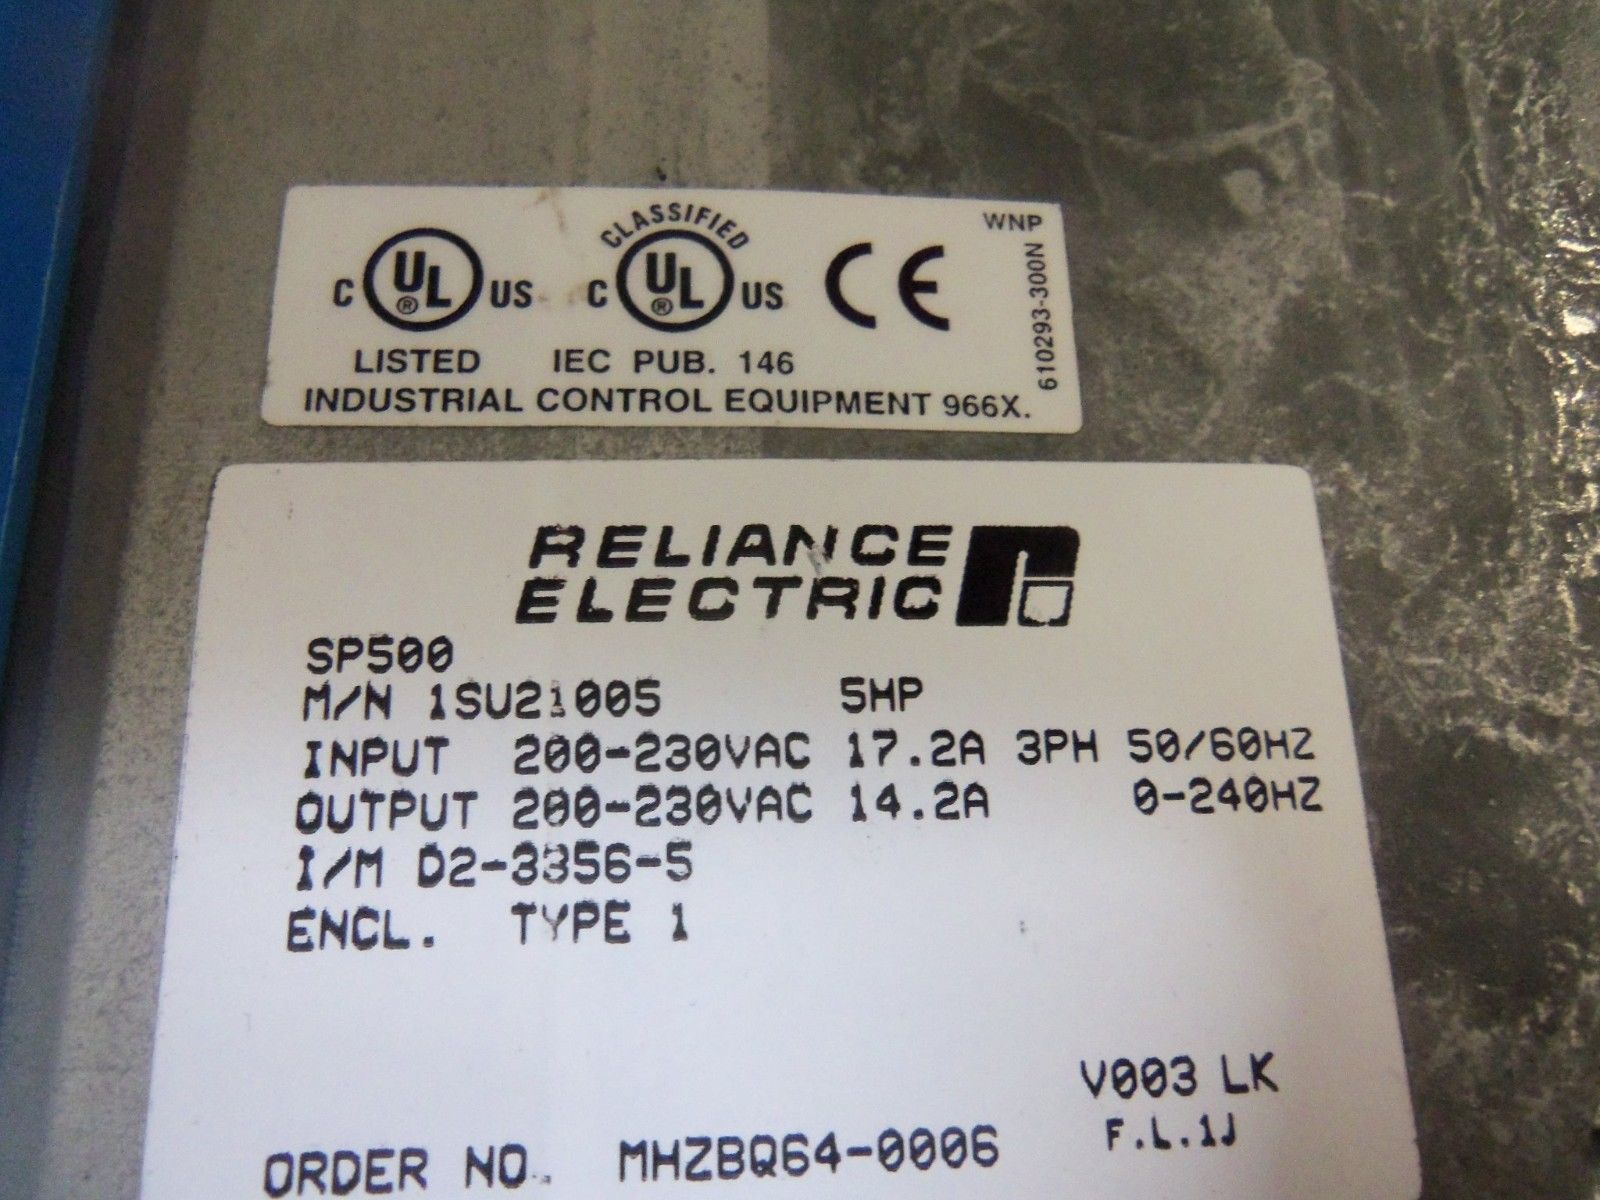 CLASSIFIED
WNP
C UL® US C UL® US CE
610293-300N
LISTED IEC PUB. 146
INDUSTRIAL CONTROL EQUIPMENT 966X.
RELIANCE
ELECTRIC
SP500
M/N 1SU21005 5HP
INPUT 200-230VAC 17.2A 3PH 50/60HZ
OUTPUT 200-230VAC 14.2A 0-240HZ
I/M D2-3356-5
ENCL. TYPE 1
V003 LK
F.L.1J
ORDER NO. MHZBQ64-0006